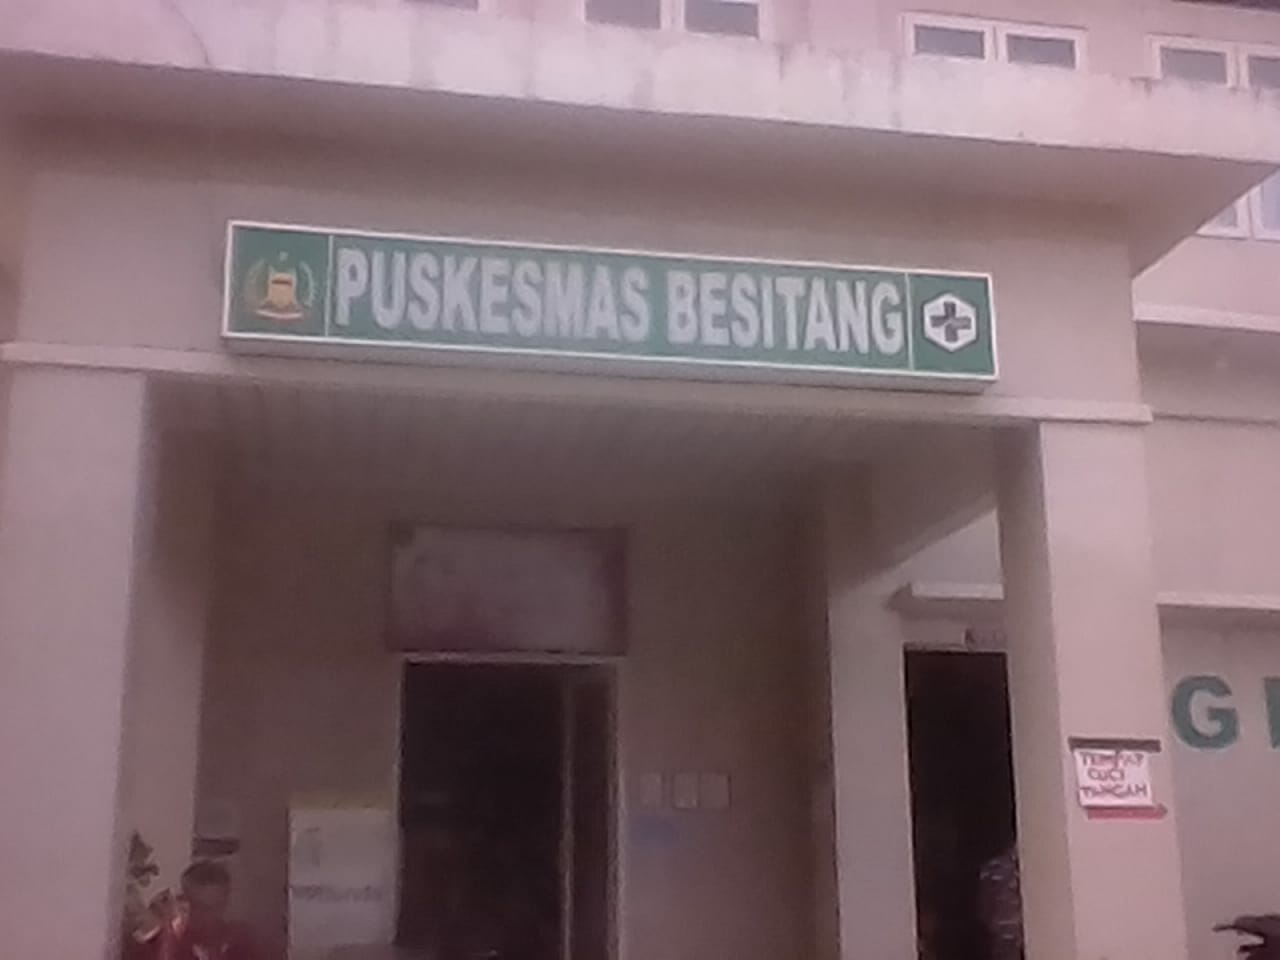 PUSKESMAS BESITANG
G
TEMPAT
CUCI
TANGAN